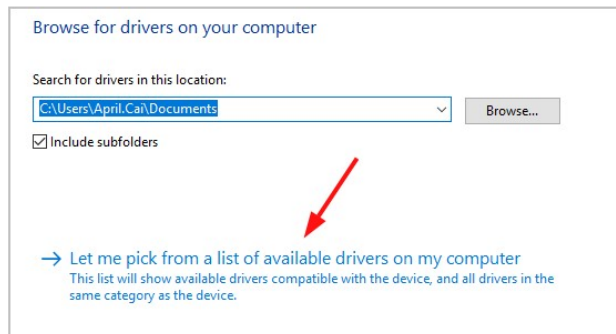 Browse for drivers on your computer
Search for drivers in this location:
C:\Users\April.Cai\Documents
Browse...
Include subfolders
Let me pick from a list of available drivers on my computer
This list will show available drivers compatible with the device, and all drivers in the
same category as the device.